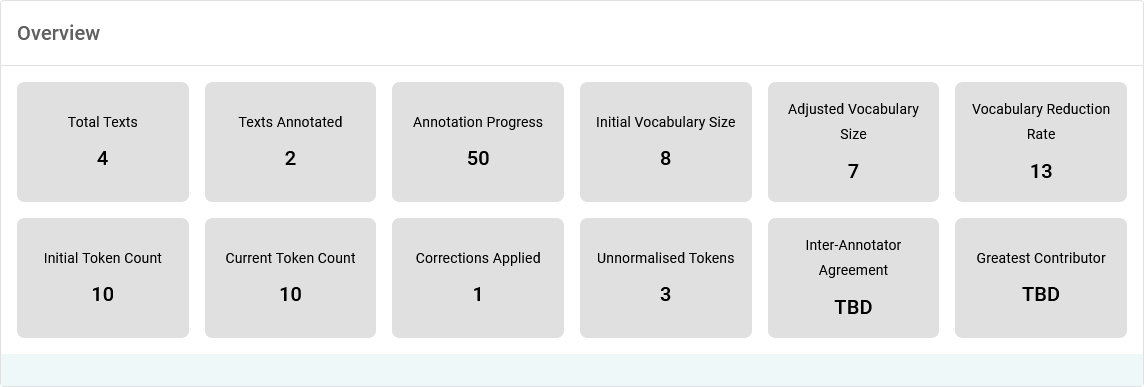 Overview
Total Texts
4
Texts Annotated
2
Annotation Progress
50
Initial Vocabulary Size
8
Adjusted Vocabulary
Size
7
Vocabulary Reduction
Rate
13
Initial Token Count
10
Current Token Count
10
Corrections Applied
1
Unnormalised Tokens
3
Inter-Annotator
Agreement
TBD
Greatest Contributor
TBD